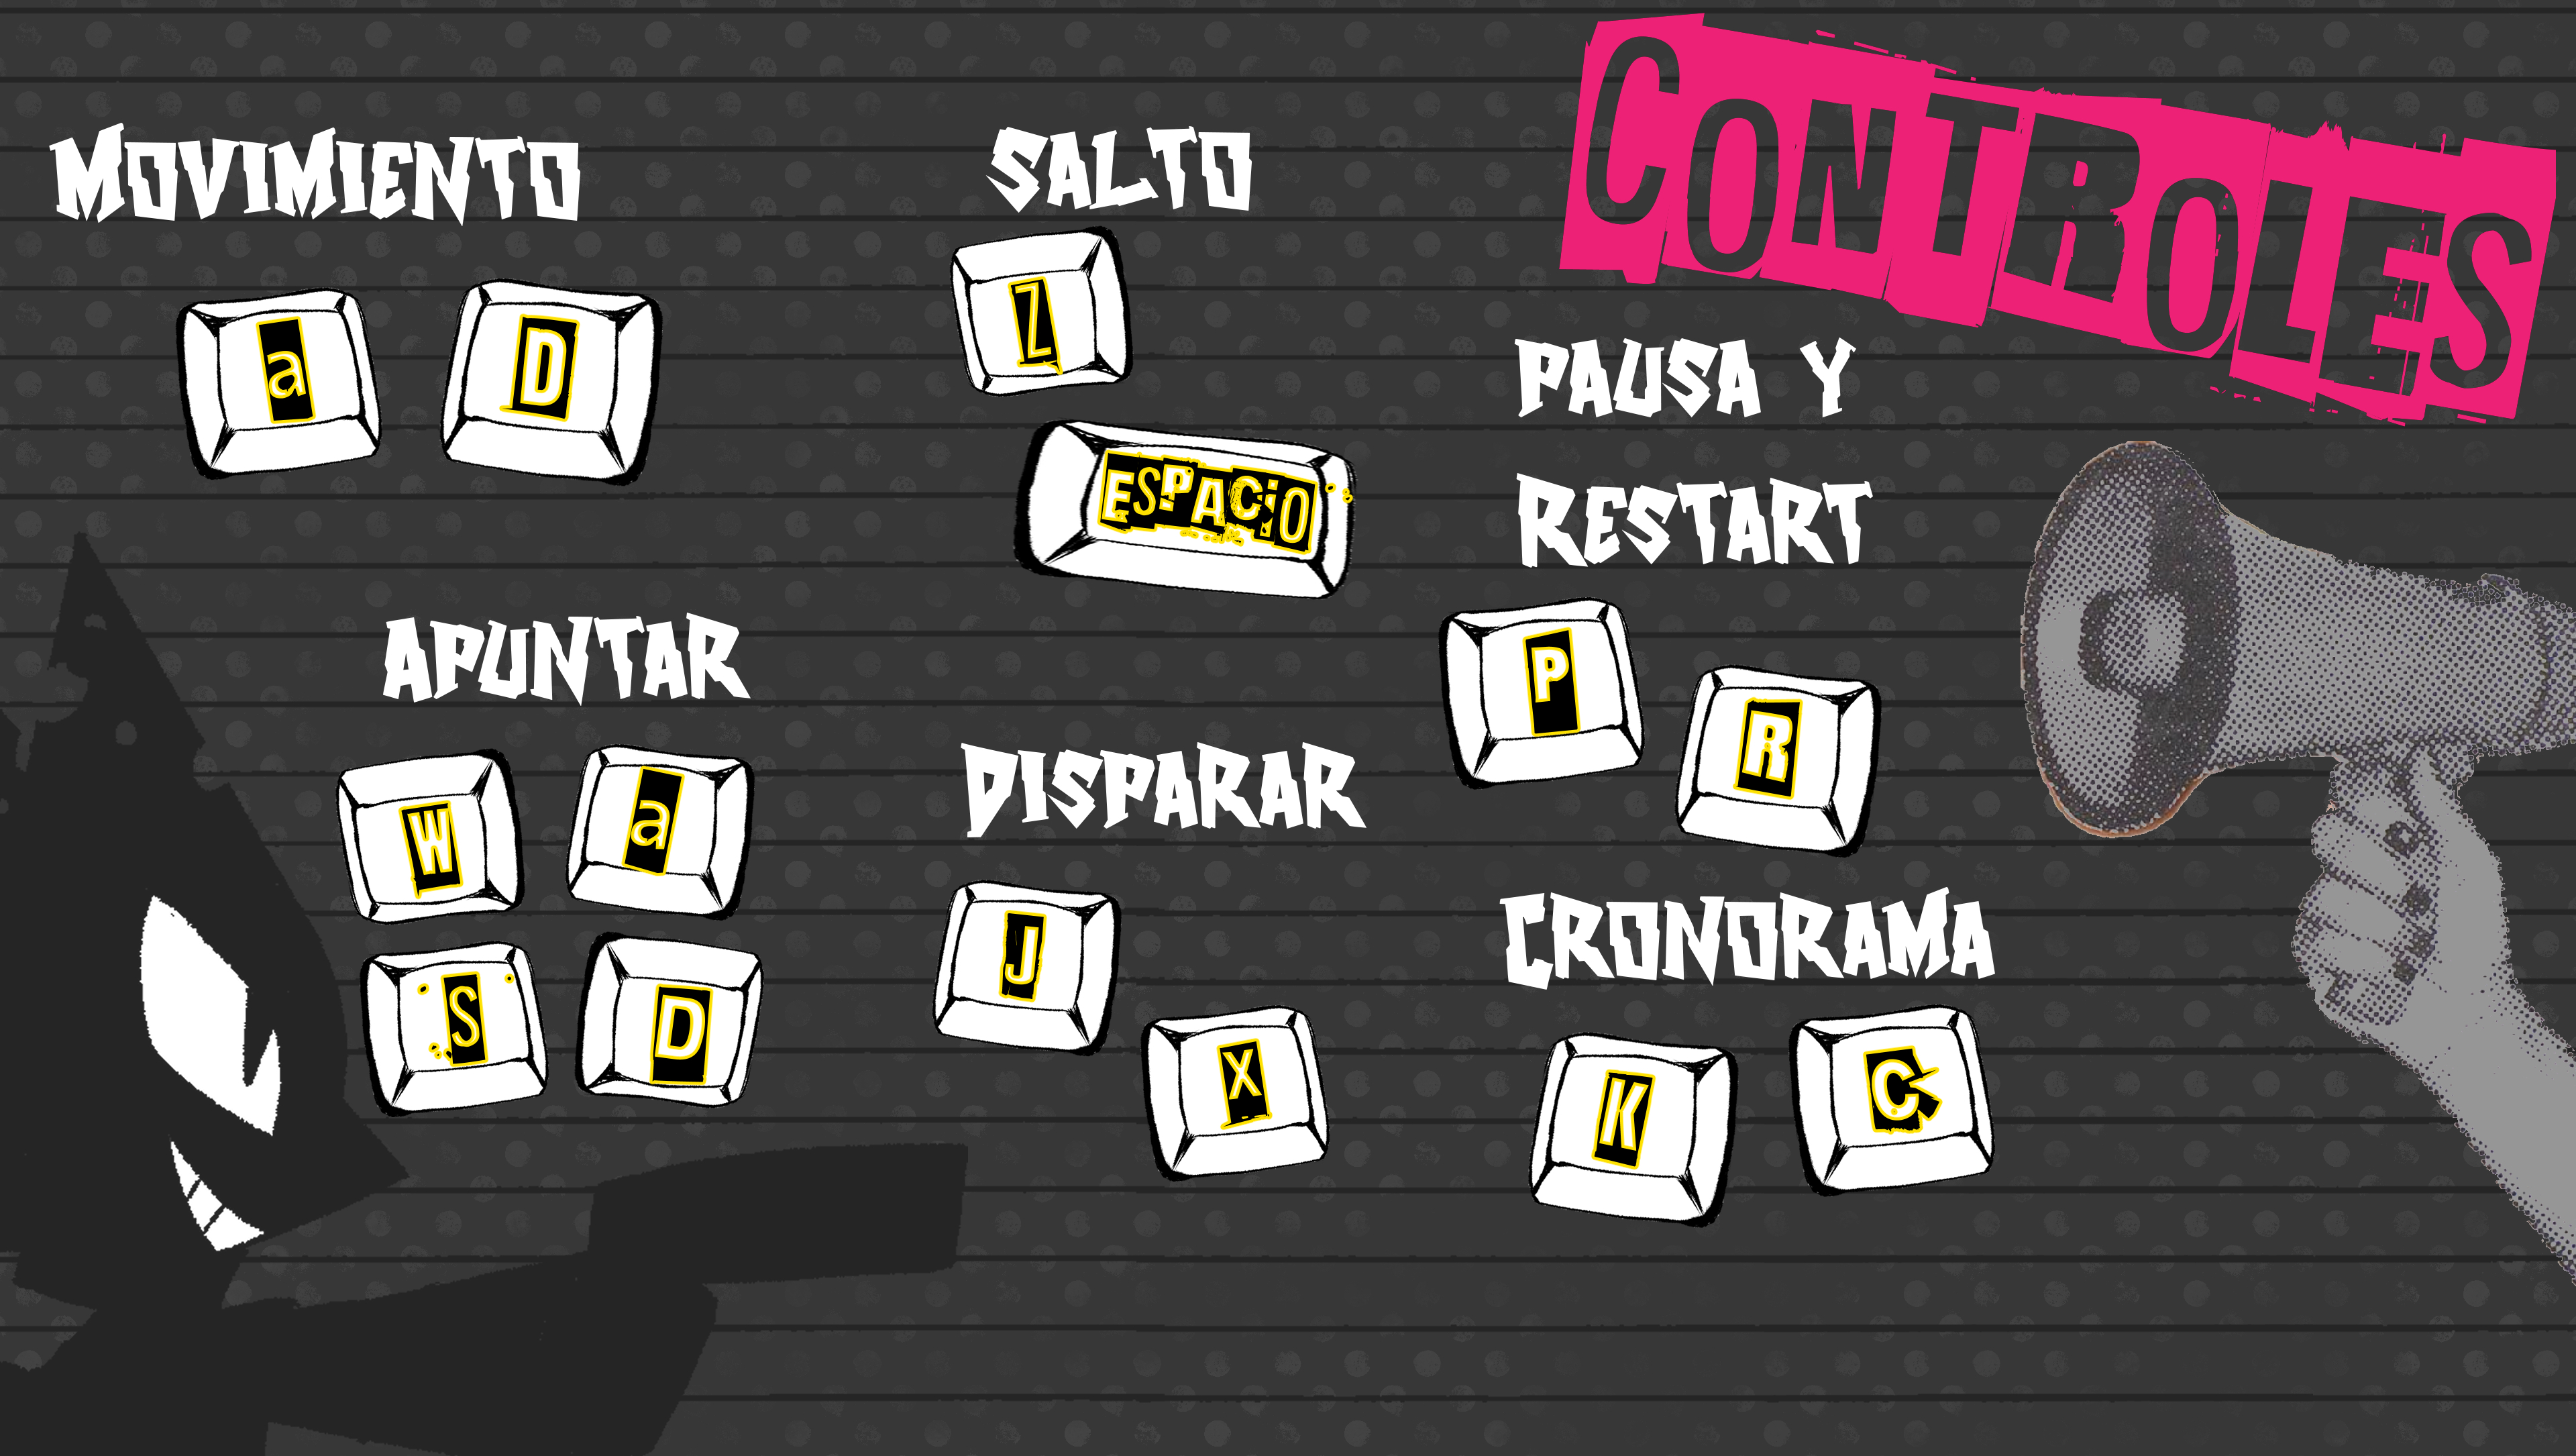 CONTROLES
MOVIMIENTO
a D
SALTO
Z
ESPACiO
PAUSA Y
RESTART
P R
APUNTAR
W a
S D
DISPARAR
J
X
CRONORAMA
K C